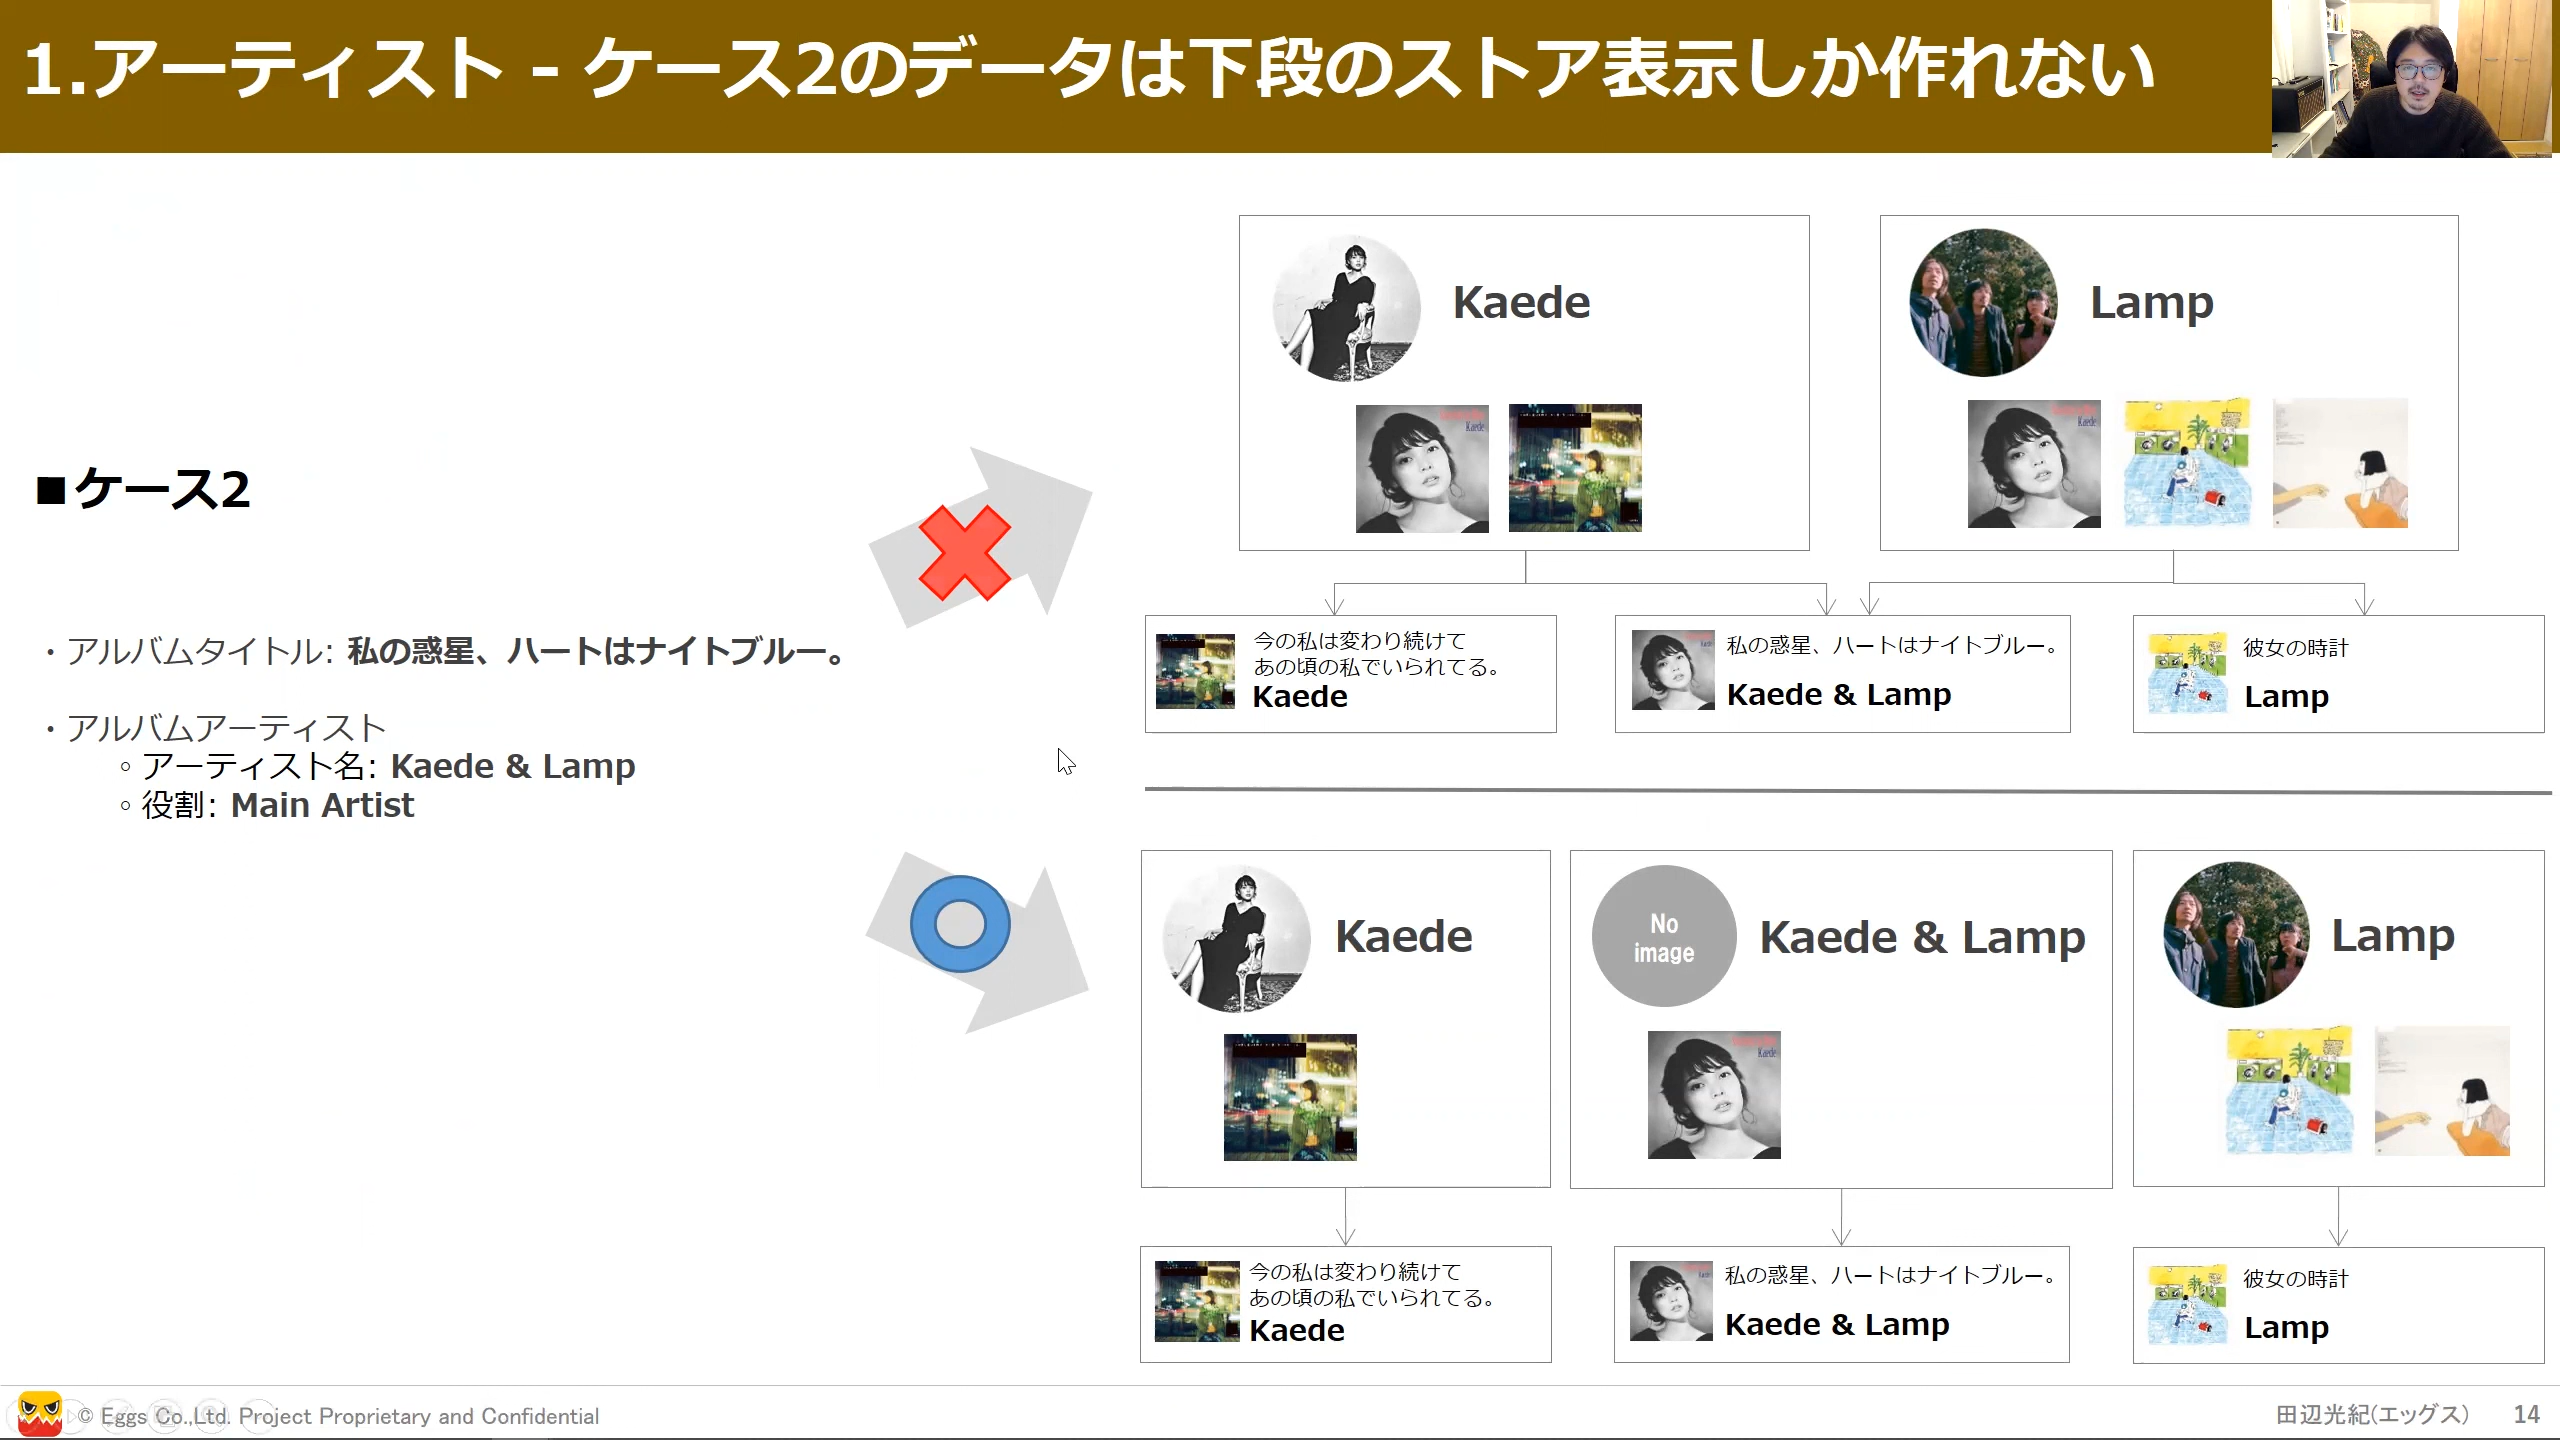 1.アーティスト - ケース2のデータは下段のストア表示しか作れない
■ケース2
・アルバムタイトル: 私の惑星、ハートはナイトブルー。
・アルバムアーティスト
◦ アーティスト名: Kaede & Lamp
◦ 役割: Main Artist
Kaede
Lamp
Kaede
Kaede
今の私は変わり続けて
あの頃の私でいられてる。
Kaede
私の惑星、ハートはナイトブルー。
Kaede & Lamp
彼女の時計
Lamp
Kaede
No
image
Kaede & Lamp
Lamp
Kaede
今の私は変わり続けて
あの頃の私でいられてる。
Kaede
私の惑星、ハートはナイトブルー。
Kaede & Lamp
彼女の時計
Lamp
© Eggs Co.,Ltd. Project Proprietary and Confidential
田辺光紀(エッグス)
14